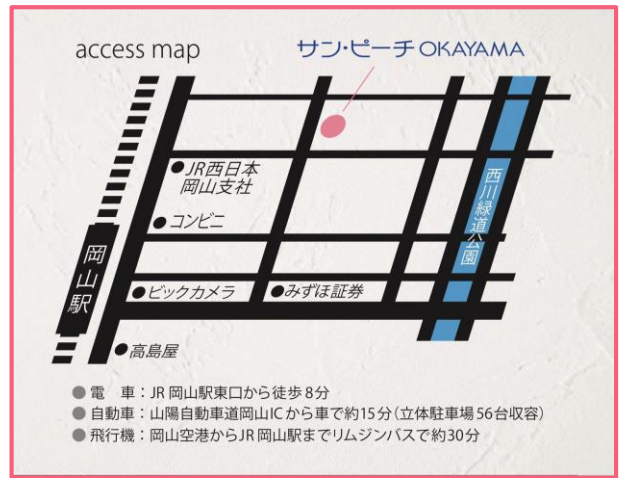 access map
サン・ピーチ OKAYAMA
●JR西日本
岡山支社
●コンビニ
西川緑道公園
岡山駅
●ビックカメラ
●みずほ証券
●高島屋
●電　車：JR 岡山駅東口から徒歩 8分
●自動車：山陽自動車道岡山ICから車で約15分（立体駐車場56台収容）
●飛行機：岡山空港からJR 岡山駅までリムジンバスで約30分